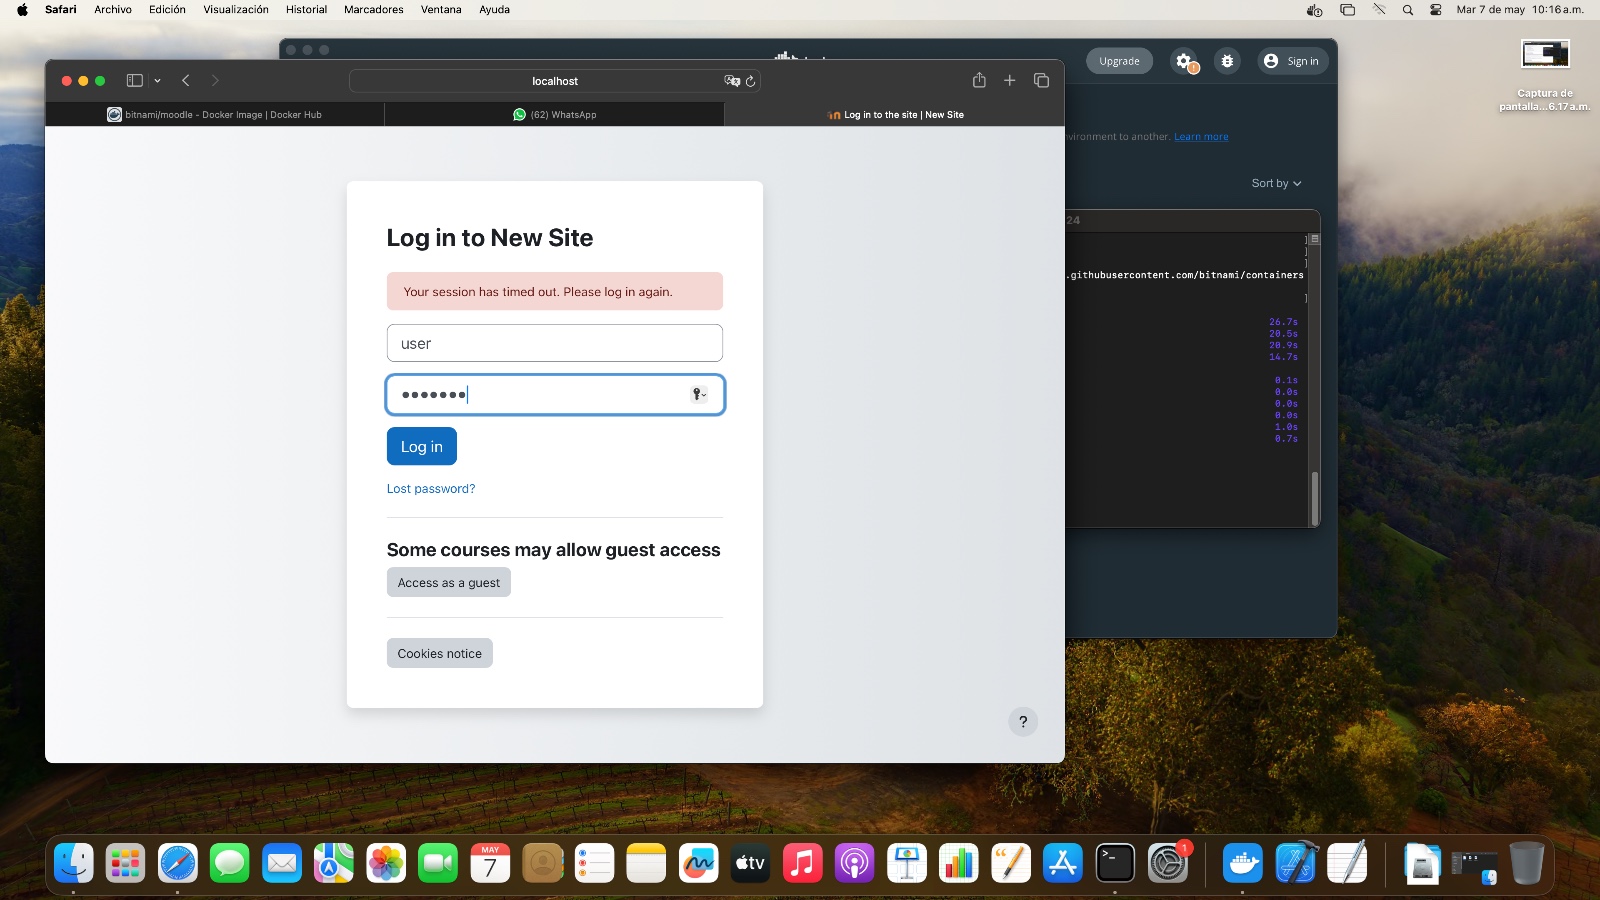 Safari Archivo Edición Visualización Historial Marcadores Ventana Ayuda Mar 7 de may 10:16 a.m.
Upgrade Sign in
localhost
bitnami/moodle - Docker Image | Docker Hub (62) WhatsApp Log in to the site | New Site
Captura de
pantalla...6.17 a.m.
vironment to another. Learn more
Sort by
24
]
]
]
.githubusercontent.com/bitnami/containers
]
26.7s
20.5s
20.9s
14.7s
0.1s
0.0s
0.0s
0.0s
1.0s
0.7s
Log in to New Site
Your session has timed out. Please log in again.
user
Log in
Lost password?
Some courses may allow guest access
Access as a guest
Cookies notice
?
MAY
7
tv
1